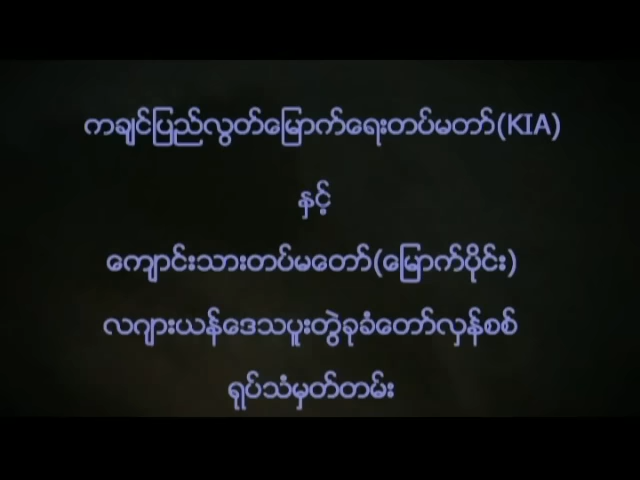 ကချင်ပြည်လွတ်မြောက်ရေးတပ်မတာ်(KIA)
နှင့်
ကျောင်းသားတပ်မတော်(မြောက်ပိုင်း)
လဂျားယန်ဒေသပူးတွဲခုခံတော်လှန်စစ်
ရုပ်သံမှတ်တမ်း